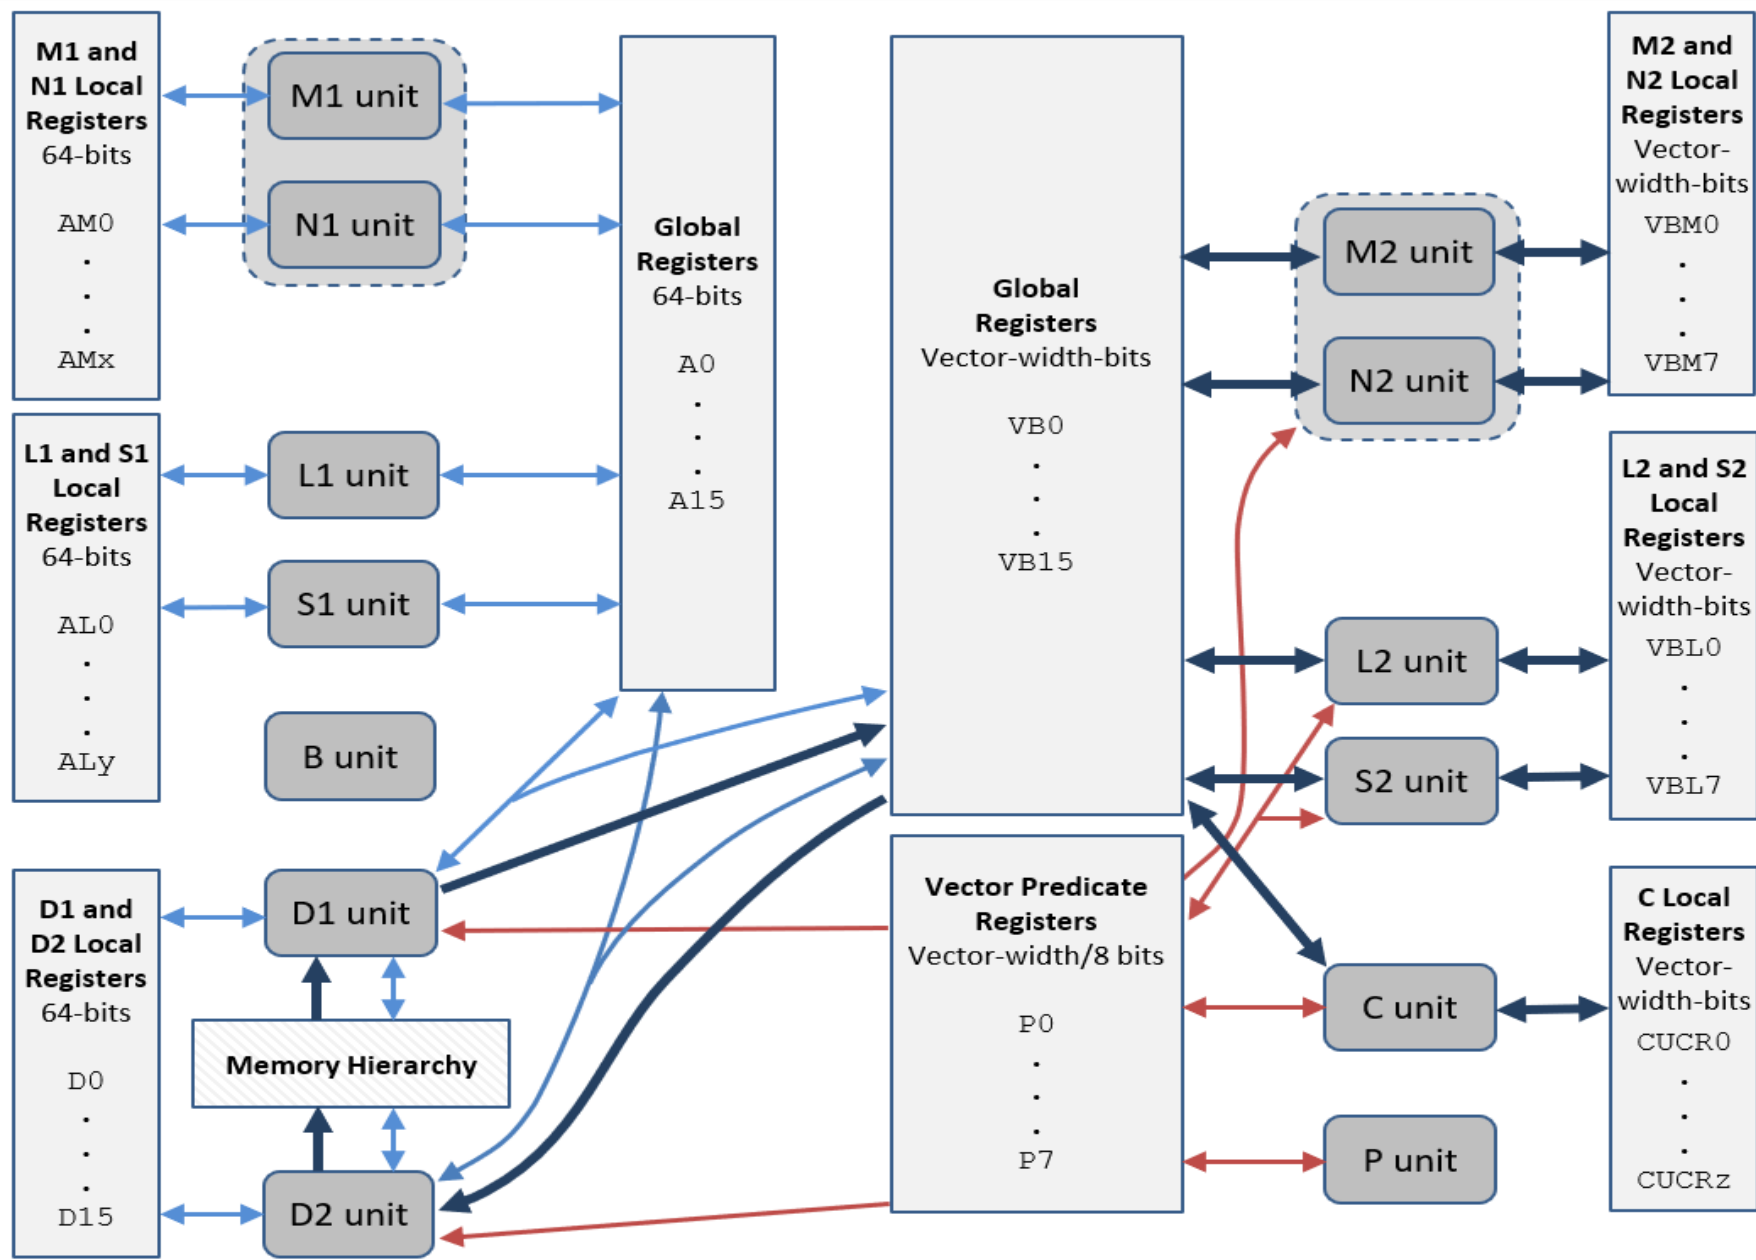 M1 and
N1 Local
Registers
64-bits
AM0
.
.
.
AMx
M1 unit
N1 unit
L1 and S1
Local
Registers
64-bits
AL0
.
.
.
ALy
L1 unit
S1 unit
B unit
D1 and
D2 Local
Registers
64-bits
D0
.
.
.
D15
D1 unit
Memory Hierarchy
D2 unit
Global
Registers
64-bits
A0
.
.
.
A15
Global
Registers
Vector-width-bits
VB0
.
.
.
VB15
Vector Predicate
Registers
Vector-width/8 bits
P0
.
.
.
P7
M2 unit
N2 unit
L2 unit
S2 unit
C unit
P unit
M2 and
N2 Local
Registers
Vector-
width-bits
VBM0
.
.
.
VBM7
L2 and S2
Local
Registers
Vector-
width-bits
VBL0
.
.
.
VBL7
C Local
Registers
Vector-
width-bits
CUCR0
.
.
.
CUCRz